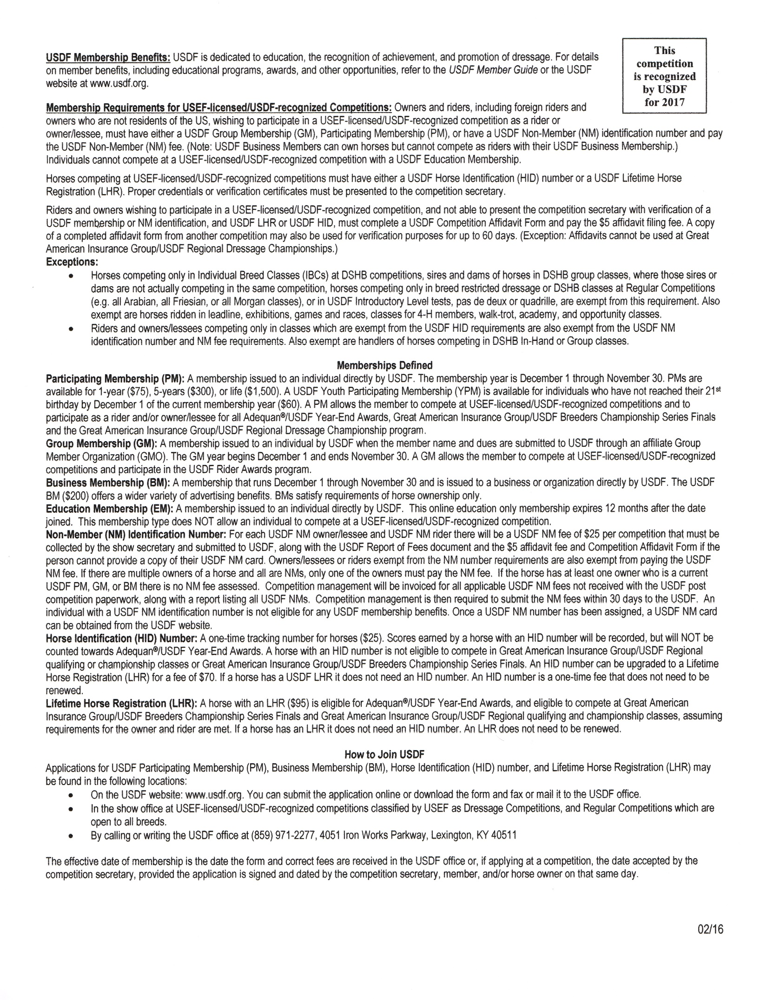 This
competition
is recognized
by USDF
for 2017
USDF Membership Benefits: USDF is dedicated to education, the recognition of achievement, and promotion of dressage. For details
on member benefits, including educational programs, awards, and other opportunities, refer to the USDF Member Guide or the USDF
website at www.usdf.org.
Membership Requirements for USEF-licensed/USDF-recognized Competitions: Owners and riders, including foreign riders and
owners who are not residents of the US, wishing to participate in a USEF-licensed/USDF-recognized competition as a rider or
owner/lessee, must have either a USDF Group Membership (GM), Participating Membership (PM), or have a USDF Non-Member (NM) identification number and pay
the USDF Non-Member (NM) fee. (Note: USDF Business Members can own horses but cannot compete as riders with their USDF Business Membership.)
Individuals cannot compete at a USEF-licensed/USDF-recognized competition with a USDF Education Membership.
Horses competing at USEF-licensed/USDF-recognized competitions must have either a USDF Horse Identification (HID) number or a USDF Lifetime Horse
Registration (LHR). Proper credentials or verification certificates must be presented to the competition secretary.
Riders and owners wishing to participate in a USEF-licensed/USDF-recognized competition, and not able to present the competition secretary with verification of a
USDF membership or NM identification, and USDF LHR or USDF HID, must complete a USDF Competition Affidavit Form and pay the $5 affidavit filing fee. A copy
of a completed affidavit form from another competition may also be used for verification purposes for up to 60 days. (Exception: Affidavits cannot be used at Great
American Insurance Group/USDF Regional Dressage Championships.)
Exceptions:
• Horses competing only in Individual Breed Classes (IBCs) at DSHB competitions, sires and dams of horses in DSHB group classes, where those sires or
dams are not actually competing in the same competition, horses competing only in breed restricted dressage or DSHB classes at Regular Competitions
(e.g. all Arabian, all Friesian, or all Morgan classes), or in USDF Introductory Level tests, pas de deux or quadrille, are exempt from this requirement. Also
exempt are horses ridden in leadline, exhibitions, games and races, classes for 4-H members, walk-trot, academy, and opportunity classes.
• Riders and owners/lessees competing only in classes which are exempt from the USDF HID requirements are also exempt from the USDF NM
identification number and NM fee requirements. Also exempt are handlers of horses competing in DSHB In-Hand or Group classes.
Memberships Defined
Participating Membership (PM): A membership issued to an individual directly by USDF. The membership year is December 1 through November 30. PMs are
available for 1-year ($75), 5-years ($300), or life ($1,500). A USDF Youth Participating Membership (YPM) is available for individuals who have not reached their 21st
birthday by December 1 of the current membership year ($60). A PM allows the member to compete at USEF-licensed/USDF-recognized competitions and to
participate as a rider and/or owner/lessee for all Adequan®/USDF Year-End Awards, Great American Insurance Group/USDF Breeders Championship Series Finals
and the Great American Insurance Group/USDF Regional Dressage Championship program.
Group Membership (GM): A membership issued to an individual by USDF when the member name and dues are submitted to USDF through an affiliate Group
Member Organization (GMO). The GM year begins December 1 and ends November 30. A GM allows the member to compete at USEF-licensed/USDF-recognized
competitions and participate in the USDF Rider Awards program.
Business Membership (BM): A membership that runs December 1 through November 30 and is issued to a business or organization directly by USDF. The USDF
BM ($200) offers a wider variety of advertising benefits. BMs satisfy requirements of horse ownership only.
Education Membership (EM): A membership issued to an individual directly by USDF. This online education only membership expires 12 months after the date
joined. This membership type does NOT allow an individual to compete at a USEF-licensed/USDF-recognized competition.
Non-Member (NM) Identification Number: For each USDF NM owner/lessee and USDF NM rider there will be a USDF NM fee of $25 per competition that must be
collected by the show secretary and submitted to USDF, along with the USDF Report of Fees document and the $5 affidavit fee and Competition Affidavit Form if the
person cannot provide a copy of their USDF NM card. Owners/lessees or riders exempt from the NM number requirements are also exempt from paying the USDF
NM fee. If there are multiple owners of a horse and all are NMs, only one of the owners must pay the NM fee. If the horse has at least one owner who is a current
USDF PM, GM, or BM there is no NM fee assessed. Competition management will be invoiced for all applicable USDF NM fees not received with the USDF post
competition paperwork, along with a report listing all USDF NMs. Competition management is then required to submit the NM fees within 30 days to the USDF. An
individual with a USDF NM identification number is not eligible for any USDF membership benefits. Once a USDF NM number has been assigned, a USDF NM card
can be obtained from the USDF website.
Horse Identification (HID) Number: A one-time tracking number for horses ($25). Scores earned by a horse with an HID number will be recorded, but will NOT be
counted towards Adequan®/USDF Year-End Awards. A horse with an HID number is not eligible to compete in Great American Insurance Group/USDF Regional
qualifying or championship classes or Great American Insurance Group/USDF Breeders Championship Series Finals. An HID number can be upgraded to a Lifetime
Horse Registration (LHR) for a fee of $70. If a horse has a USDF LHR it does not need an HID number. An HID number is a one-time fee that does not need to be
renewed.
Lifetime Horse Registration (LHR): A horse with an LHR ($95) is eligible for Adequan®/USDF Year-End Awards, and eligible to compete at Great American
Insurance Group/USDF Breeders Championship Series Finals and Great American Insurance Group/USDF Regional qualifying and championship classes, assuming
requirements for the owner and rider are met. If a horse has an LHR it does not need an HID number. An LHR does not need to be renewed.
How to Join USDF
Applications for USDF Participating Membership (PM), Business Membership (BM), Horse Identification (HID) number, and Lifetime Horse Registration (LHR) may
be found in the following locations:
• On the USDF website: www.usdf.org. You can submit the application online or download the form and fax or mail it to the USDF office.
• In the show office at USEF-licensed/USDF-recognized competitions classified by USEF as Dressage Competitions, and Regular Competitions which are
open to all breeds.
• By calling or writing the USDF office at (859) 971-2277, 4051 Iron Works Parkway, Lexington, KY 40511
The effective date of membership is the date the form and correct fees are received in the USDF office or, if applying at a competition, the date accepted by the
competition secretary, provided the application is signed and dated by the competition secretary, member, and/or horse owner on that same day.
02/16